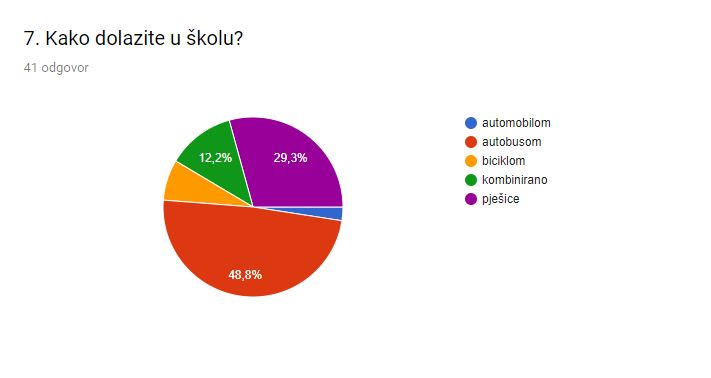 7. Kako dolazite u školu?
41 odgovor
automobilom
autobusom
biciklom
kombinirano
pješice
12,2%
29,3%
48,8%